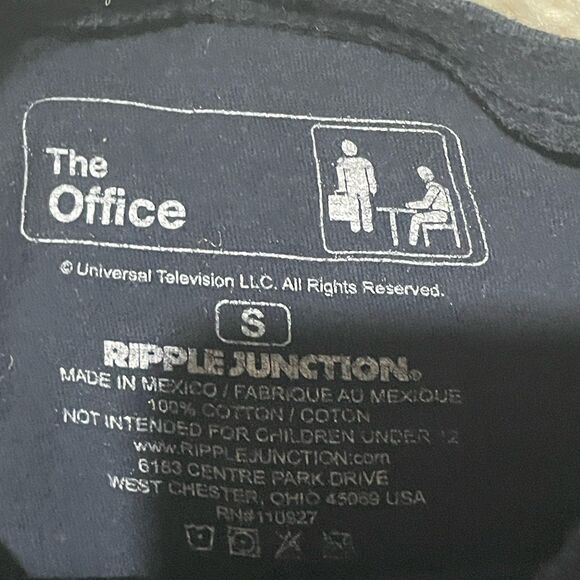 The
Office
© Universal Television LLC. All Rights Reserved.
S
RIPPLE JUNCTION®
MADE IN MEXICO / FABRIQUE AU MEXIQUE
100% COTTON / COTON
NOT INTENDED FOR CHILDREN UNDER 12
www.RIPPLEJUNCTION.com
6183 CENTRE PARK DRIVE
WEST CHESTER, OHIO 45069 USA
RN#110927